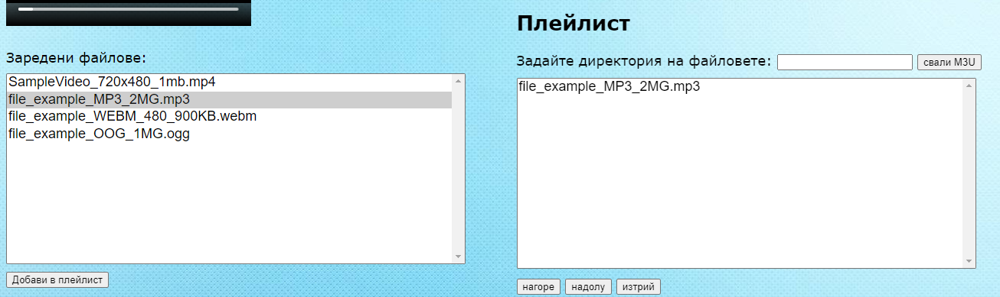 Заредени файлове:
SampleVideo_720x480_1mb.mp4
file_example_MP3_2MG.mp3
file_example_WEBM_480_900KB.webm
file_example_OOG_1MG.ogg
Добави в плейлист
Плейлист
Задайте директория на файловете: свали M3U
file_example_MP3_2MG.mp3
нагоре надолу изтрий